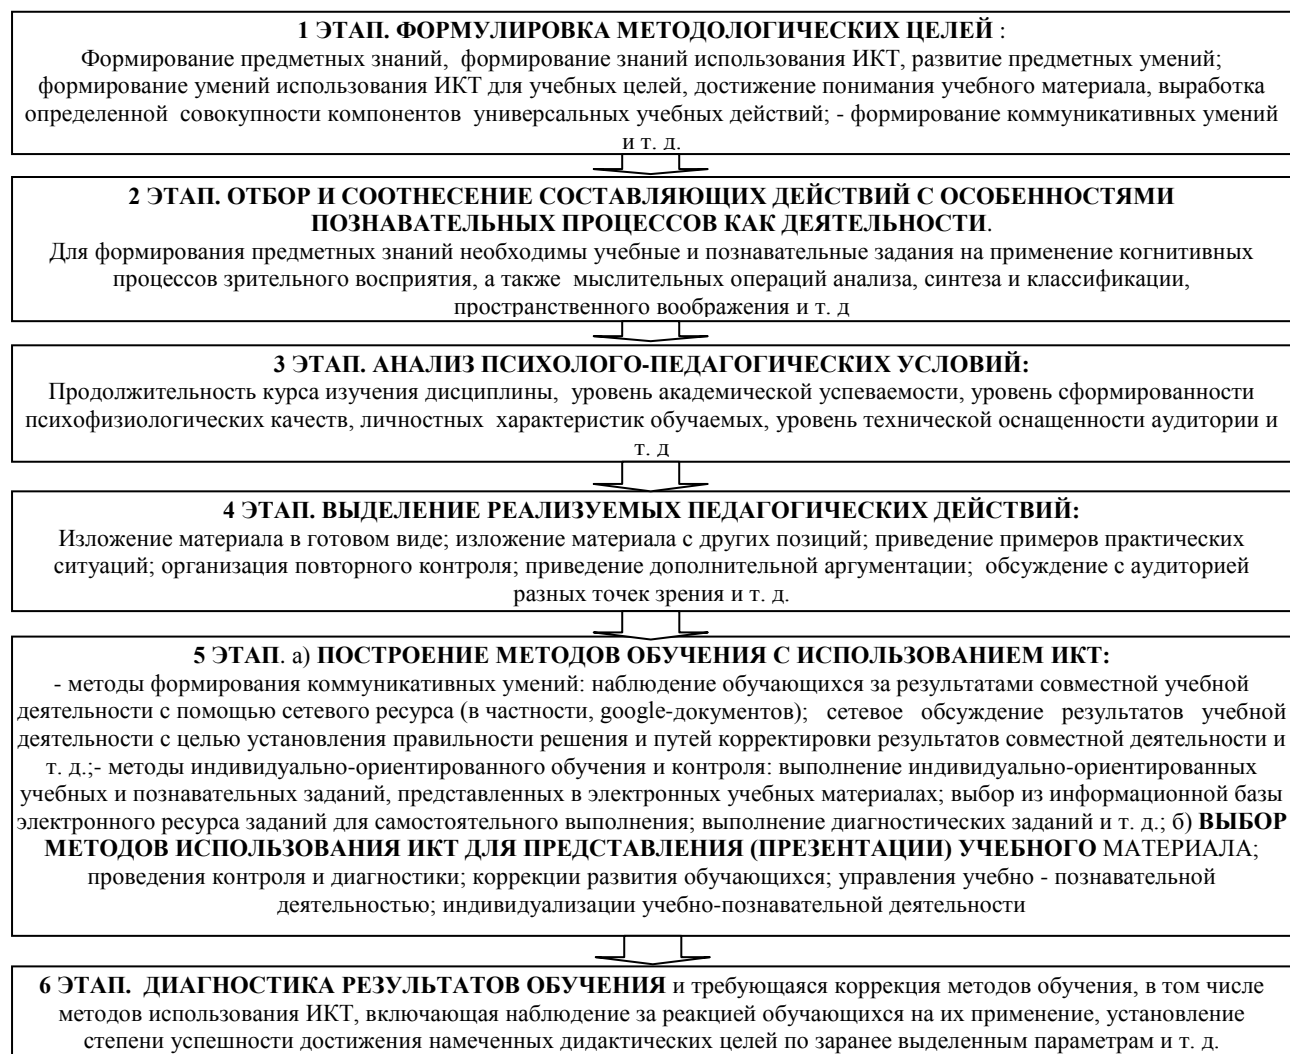 1 ЭТАП. ФОРМУЛИРОВКА МЕТОДОЛОГИЧЕСКИХ ЦЕЛЕЙ :
Формирование предметных знаний, формирование знаний использования ИКТ, развитие предметных умений;
формирование умений использования ИКТ для учебных целей, достижение понимания учебного материала, выработка
определенной совокупности компонентов универсальных учебных действий; - формирование коммуникативных умений
и т. д.
2 ЭТАП. ОТБОР И СООТНЕСЕНИЕ СОСТАВЛЯЮЩИХ ДЕЙСТВИЙ С ОСОБЕННОСТЯМИ
ПОЗНАВАТЕЛЬНЫХ ПРОЦЕССОВ КАК ДЕЯТЕЛЬНОСТИ.
Для формирования предметных знаний необходимы учебные и познавательные задания на применение когнитивных
процессов зрительного восприятия, а также мыслительных операций анализа, синтеза и классификации,
пространственного воображения и т. д
3 ЭТАП. АНАЛИЗ ПСИХОЛОГО-ПЕДАГОГИЧЕСКИХ УСЛОВИЙ:
Продолжительность курса изучения дисциплины, уровень академической успеваемости, уровень сформированности
психофизиологических качеств, личностных характеристик обучаемых, уровень технической оснащенности аудитории и
т. д
4 ЭТАП. ВЫДЕЛЕНИЕ РЕАЛИЗУЕМЫХ ПЕДАГОГИЧЕСКИХ ДЕЙСТВИЙ:
Изложение материала в готовом виде; изложение материала с других позиций; приведение примеров практических
ситуаций; организация повторного контроля; приведение дополнительной аргументации; обсуждение с аудиторией
разных точек зрения и т. д.
5 ЭТАП. а) ПОСТРОЕНИЕ МЕТОДОВ ОБУЧЕНИЯ С ИСПОЛЬЗОВАНИЕМ ИКТ:
- методы формирования коммуникативных умений: наблюдение обучающихся за результатами совместной учебной
деятельности с помощью сетевого ресурса (в частности, google-документов); сетевое обсуждение результатов учебной
деятельности с целью установления правильности решения и путей корректировки результатов совместной деятельности и
т. д.;- методы индивидуально-ориентированного обучения и контроля: выполнение индивидуально-ориентированных
учебных и познавательных заданий, представленных в электронных учебных материалах; выбор из информационной базы
электронного ресурса заданий для самостоятельного выполнения; выполнение диагностических заданий и т. д.; б) ВЫБОР
МЕТОДОВ ИСПОЛЬЗОВАНИЯ ИКТ ДЛЯ ПРЕДСТАВЛЕНИЯ (ПРЕЗЕНТАЦИИ) УЧЕБНОГО МАТЕРИАЛА;
проведения контроля и диагностики; коррекции развития обучающихся; управления учебно - познавательной
деятельностью; индивидуализации учебно-познавательной деятельности
6 ЭТАП. ДИАГНОСТИКА РЕЗУЛЬТАТОВ ОБУЧЕНИЯ и требующаяся коррекция методов обучения, в том числе
методов использования ИКТ, включающая наблюдение за реакцией обучающихся на их применение, установление
степени успешности достижения намеченных дидактических целей по заранее выделенным параметрам и т. д.